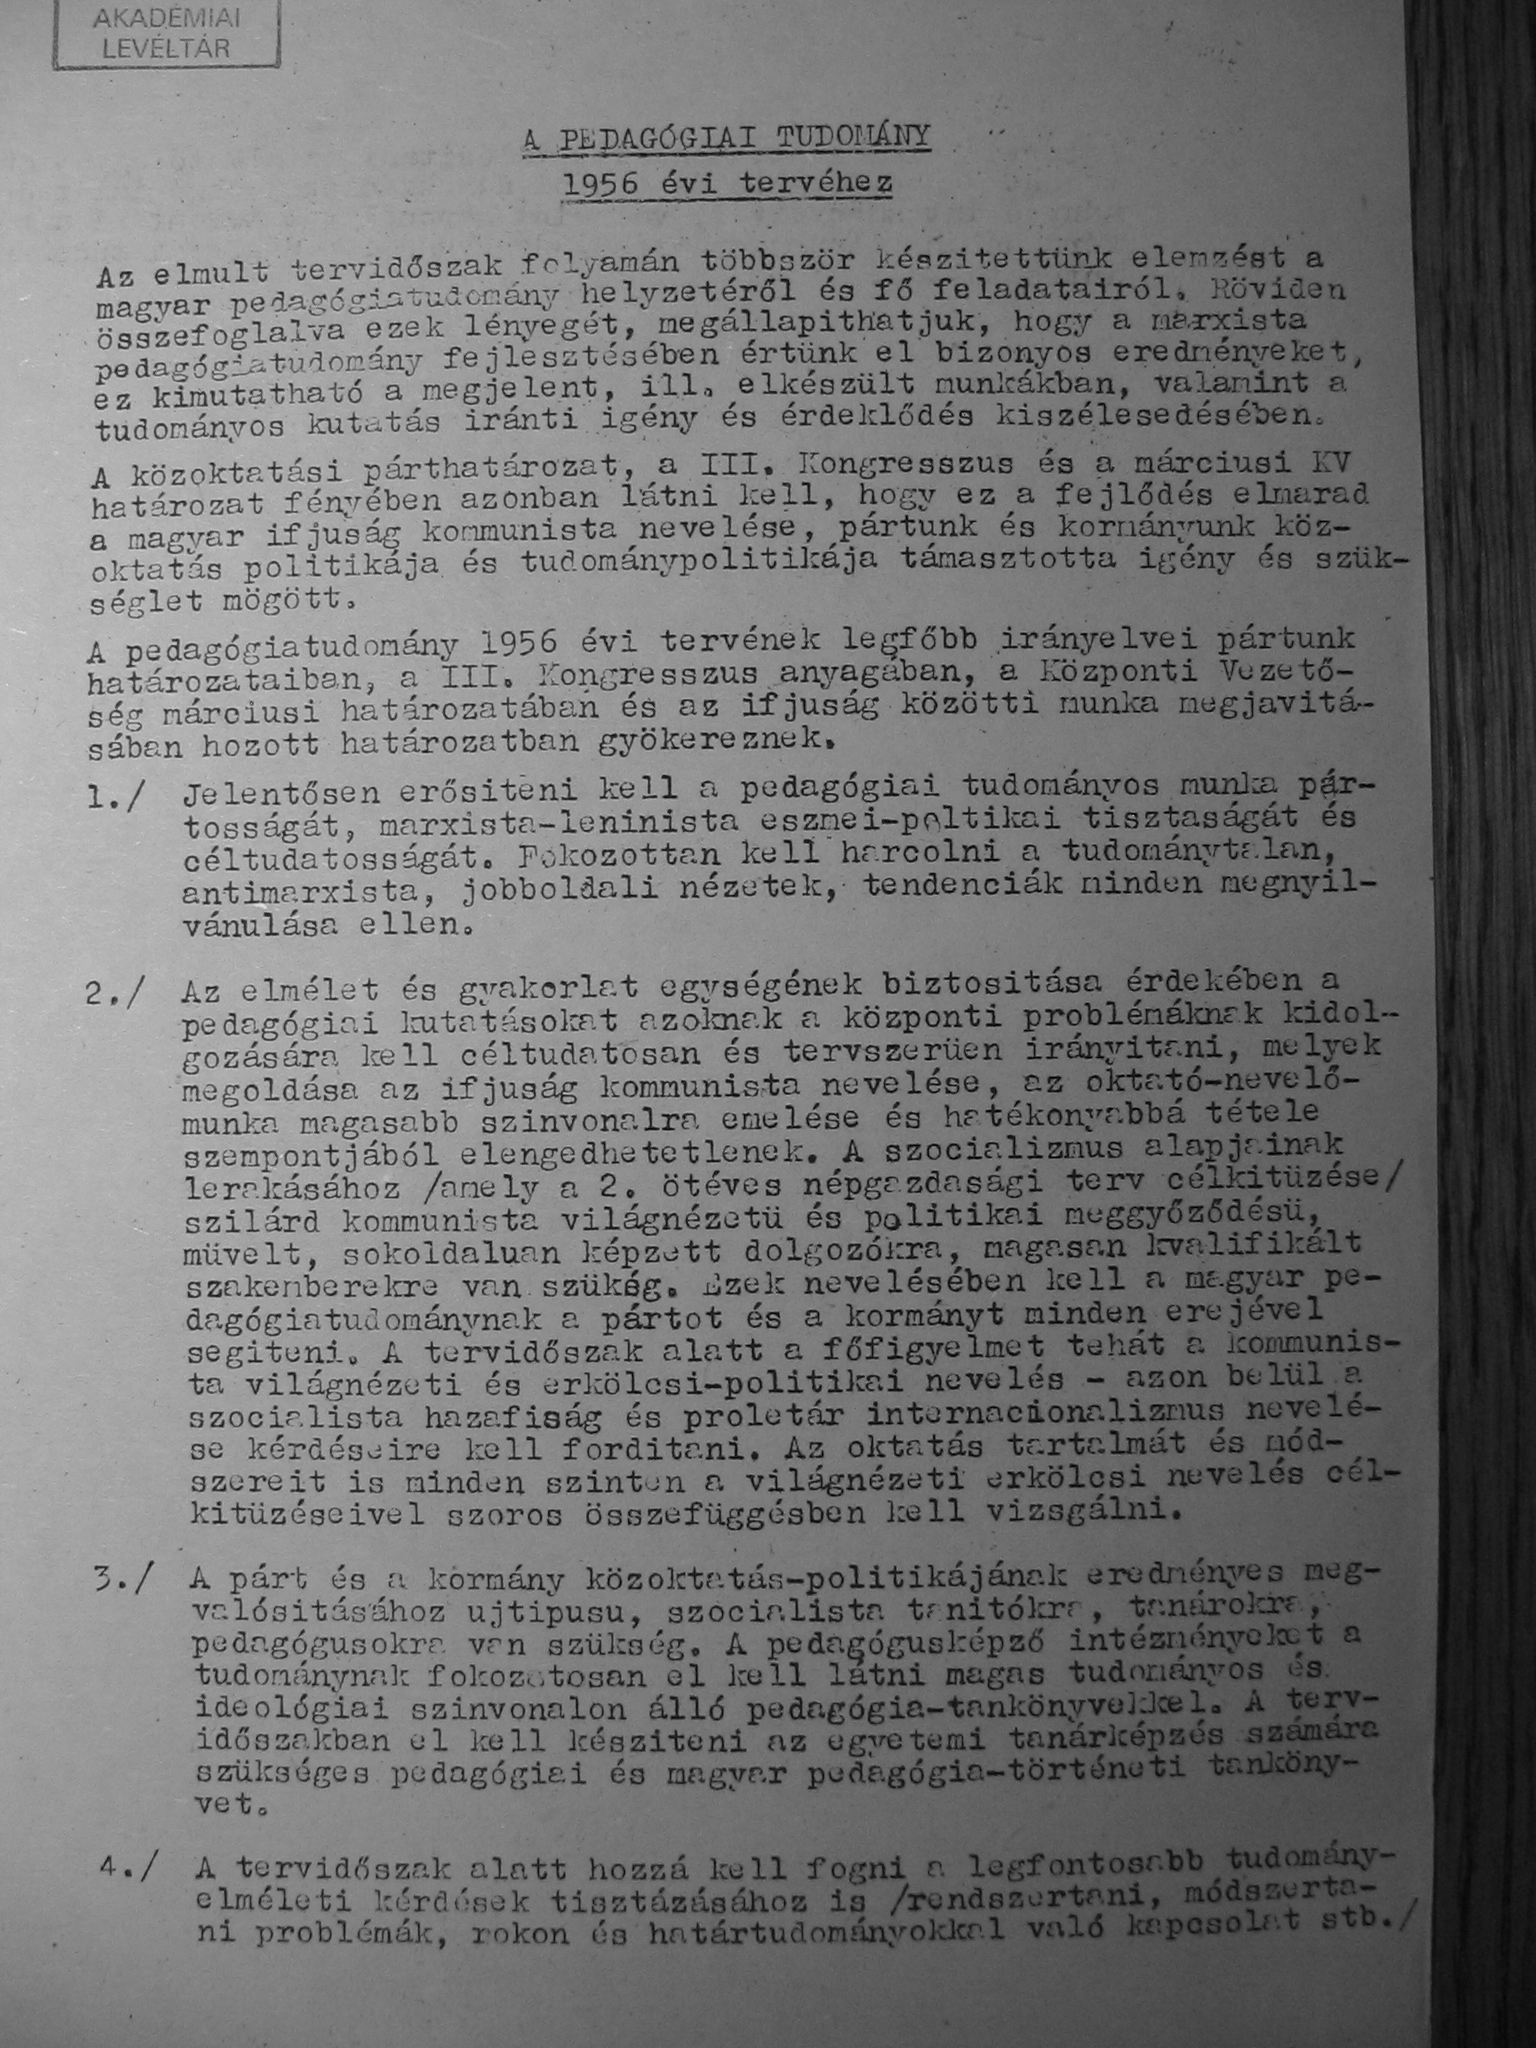 AKADÉMIAI
LEVÉLTÁR
A PEDAGÓGIAI TUDOMÁNY
1956 évi tervéhez
Az elmult tervidőszak folyamán többször készitettünk elemzést a
magyar pedagógiatudomány helyzetéről és fő feladatairól. Röviden
összefoglalva ezek lényegét, megállapithatjuk, hogy a marxista
pedagógiatudomány fejlesztésében értünk el bizonyos eredményeket,
ez kimutatható a megjelent, ill. elkészült munkákban, valamint a
tudományos kutatás iránti igény és érdeklődés kiszélesedésében.
A közoktatási párthatározat, a III. Kongresszus és a márciusi KV
határozat fényében azonban látni kell, hogy ez a fejlődés elmarad
a magyar ifjuság kommunista nevelése, pártunk és kormányunk köz-
oktatás politikája és tudománypolitikája támasztotta igény és szük-
séglet mögött.
A pedagógiatudomány 1956 évi tervének legfőbb irányelvei pártunk
határozataiban, a III. Kongresszus anyagában, a Központi Vezető-
ség márciusi határozatában és az ifjuság közötti munka megjavitá-
sában hozott határozatban gyökereznek.
1./ Jelentősen erősiteni kell a pedagógiai tudományos munka pár-
tosságát, marxista-leninista eszmei-poltikai tisztaságát és
céltudatosságát. Fokozottan kell harcolni a tudománytalan,
antimarxista, jobboldali nézetek, tendenciák minden megnyil-
vánulása ellen.
2./ Az elmélet és gyakorlat egységének biztositása érdekében a
pedagógiai kutatásokat azoknak a központi problémáknak kidol-
gozására kell céltudatosan és tervszerüen irányitani, melyek
megoldása az ifjuság kommunista nevelése, az oktató-nevelő-
munka magasabb szinvonalra emelése és hatékonyabbá tétele
szempontjából elengedhetetlenek. A szocializmus alapjainak
lerakásához /amely a 2. ötéves népgazdasági terv célkitüzése/
szilárd kommunista világnézetü és politikai meggyőződésü,
müvelt, sokoldaluan képzett dolgozókra, magasan kvalifikált
szakemberekre van szükég. Ezek nevelésében kell a magyar pe-
dagógiatudománynak a pártot és a kormányt minden erejével
segiteni. A tervidőszak alatt a főfigyelmet tehát a kommunis-
ta világnézeti és erkölcsi-politikai nevelés - azon belül a
szocialista hazafiság és proletár internacionalizmus nevelé-
se kérdéseire kell forditani. Az oktatás tartalmát és mód-
szereit is minden szinten a világnézeti erkölcsi nevelés cél-
kitüzéseivel szoros összefüggésben kell vizsgálni.
3./ A párt és a kormány közoktatás-politikájának eredményes meg-
valósitásához ujtipusu, szocialista tanitókra, tanárokra,
pedagógusokra van szükség. A pedagógusképző intézményeket a
tudománynak fokozotosan el kell látni magas tudományos és
ideológiai szinvonalon álló pedagógia-tankönyvekkel. A terv-
időszakban el kell késziteni az egyetemi tanárképzés számára
szükséges pedagógiai és magyar pedagógia-történeti tanköny-
vet.
4./ A tervidőszak alatt hozzá kell fogni a legfontosabb tudomány-
elméleti kérdések tisztázásához is /rendszertani, módszerta-
ni problémák, rokon és határtudományokkal való kapcsolat stb./